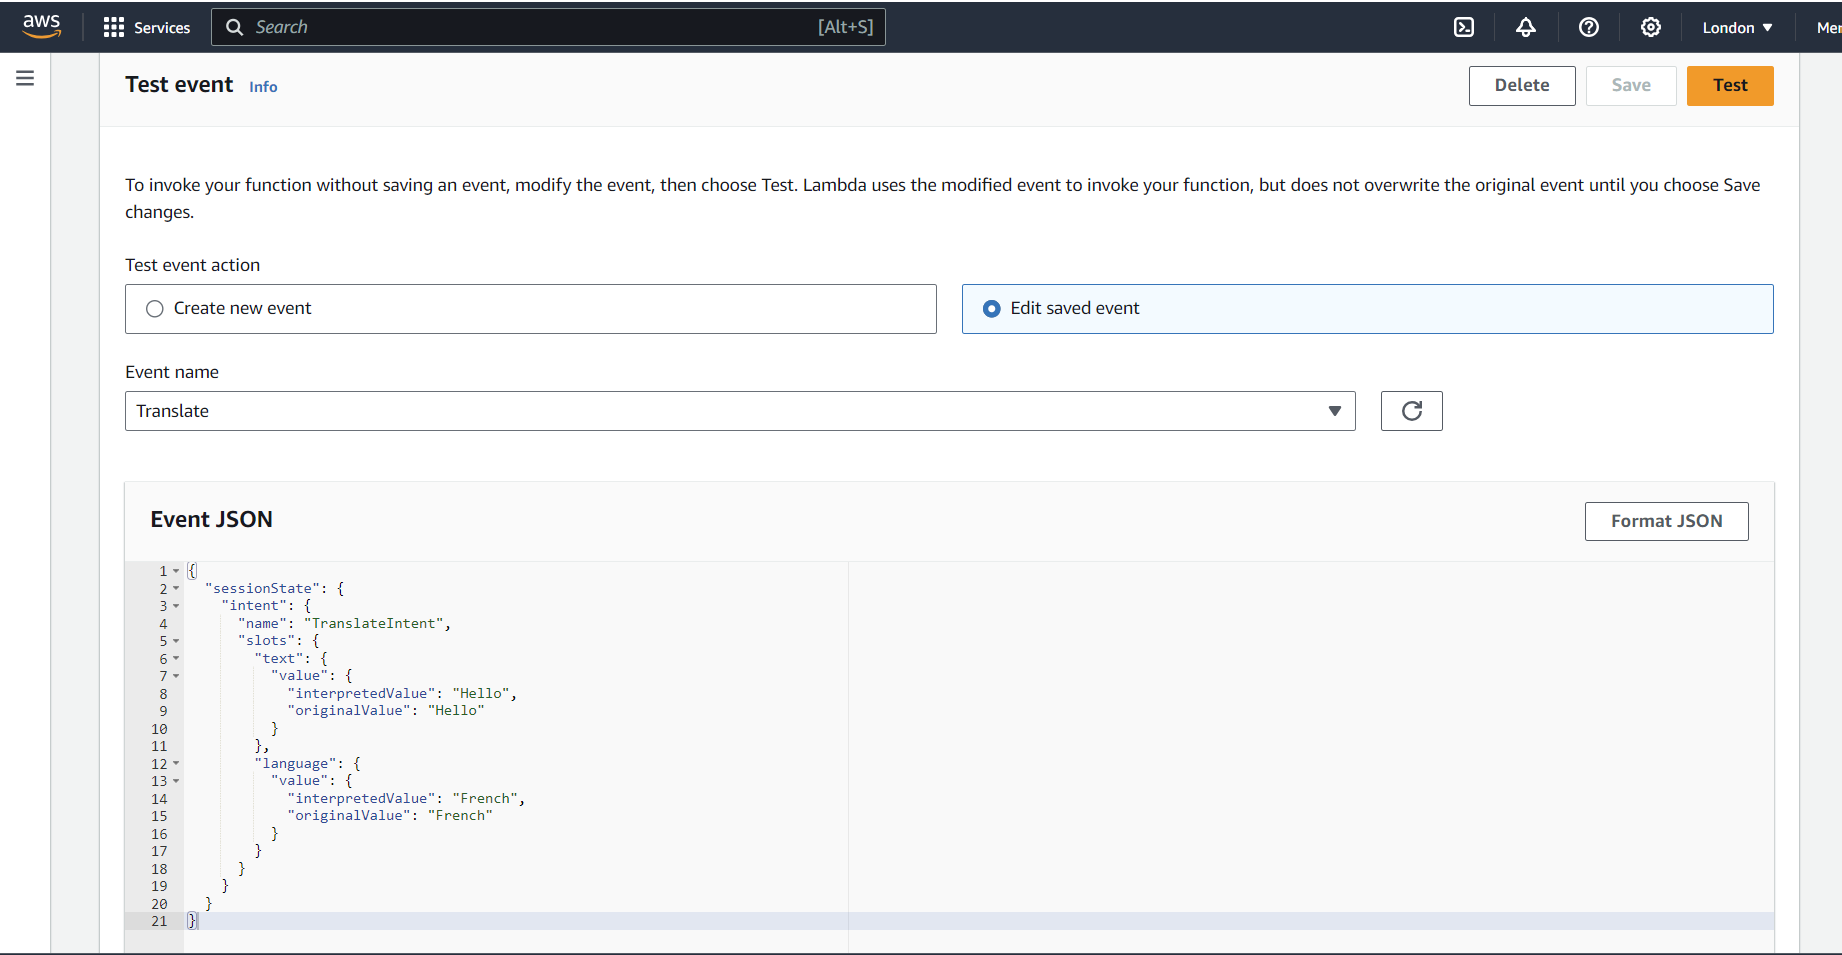 aws Services Search [Alt+S] London
Test event Info Delete Save Test
To invoke your function without saving an event, modify the event, then choose Test. Lambda uses the modified event to invoke your function, but does not overwrite the original event until you choose Save
changes.
Test event action
Create new event Edit saved event
Event name
Translate
Event JSON Format JSON
1 {
2 "sessionState": {
3 "intent": {
4 "name": "TranslateIntent",
5 "slots": {
6 "text": {
7 "value": {
8 "interpretedValue": "Hello",
9 "originalValue": "Hello"
10 }
11 },
12 "language": {
13 "value": {
14 "interpretedValue": "French",
15 "originalValue": "French"
16 }
17 }
18 }
19 }
20 }
21 }